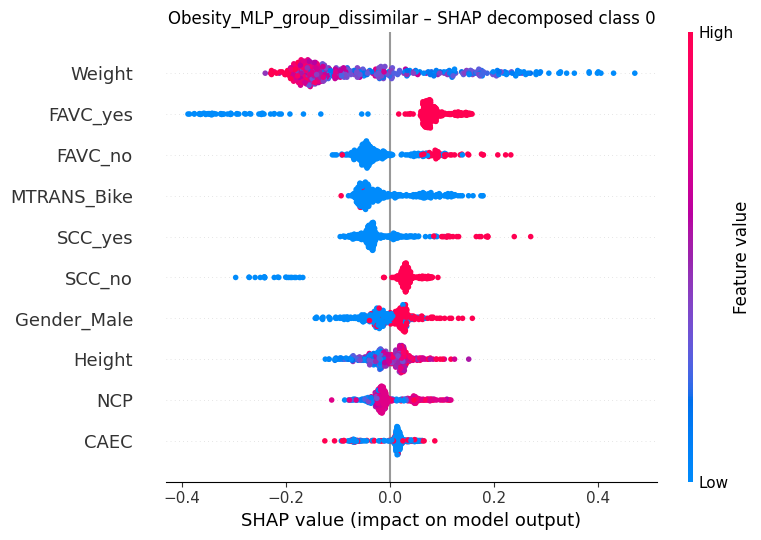 Obesity_MLP_group_dissimilar – SHAP decomposed class 0
High
Weight
FAVC_yes
FAVC_no
MTRANS_Bike
SCC_yes
SCC_no
Gender_Male
Height
NCP
CAEC
Feature value
Low
−0.4 −0.2 0.0 0.2 0.4
SHAP value (impact on model output)